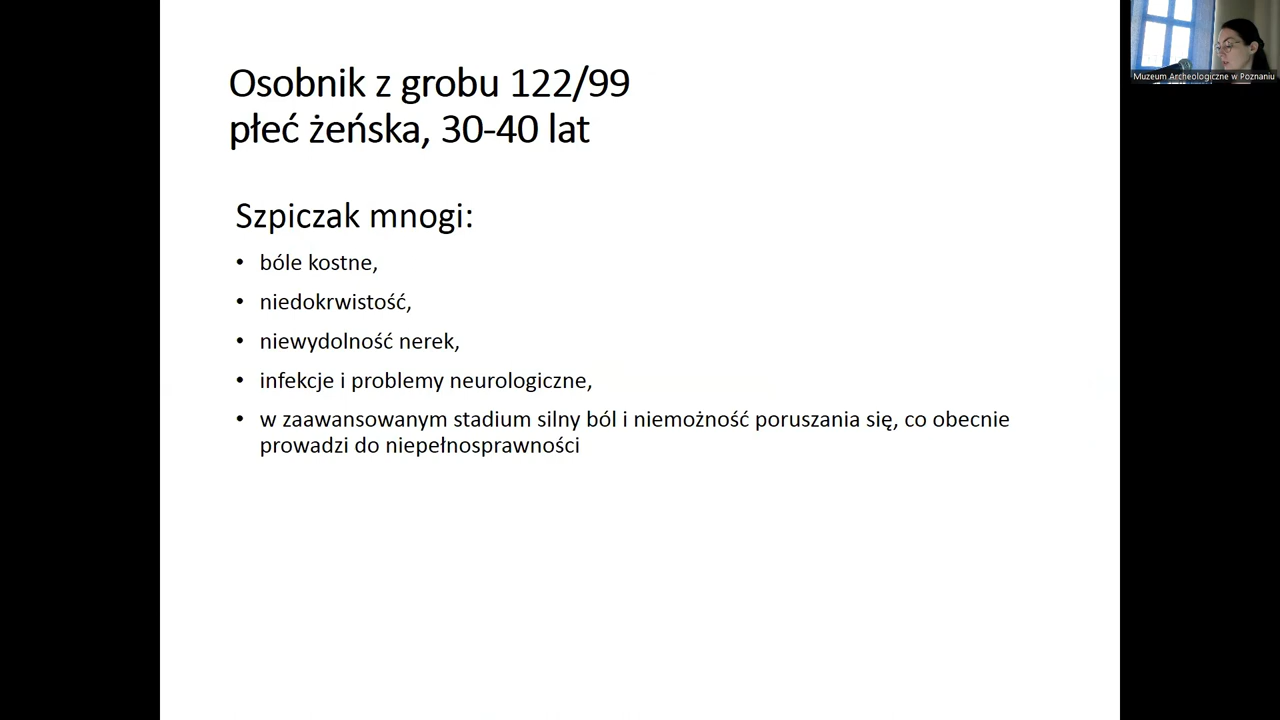 Osobnik z grobu 122/99
płeć żeńska, 30-40 lat
Szpiczak mnogi:
• bóle kostne,
• niedokrwistość,
• niewydolność nerek,
• infekcje i problemy neurologiczne,
• w zaawansowanym stadium silny ból i niemożność poruszania się, co obecnie
prowadzi do niepełnosprawności
Muzeum Archeologiczne w Poznaniu